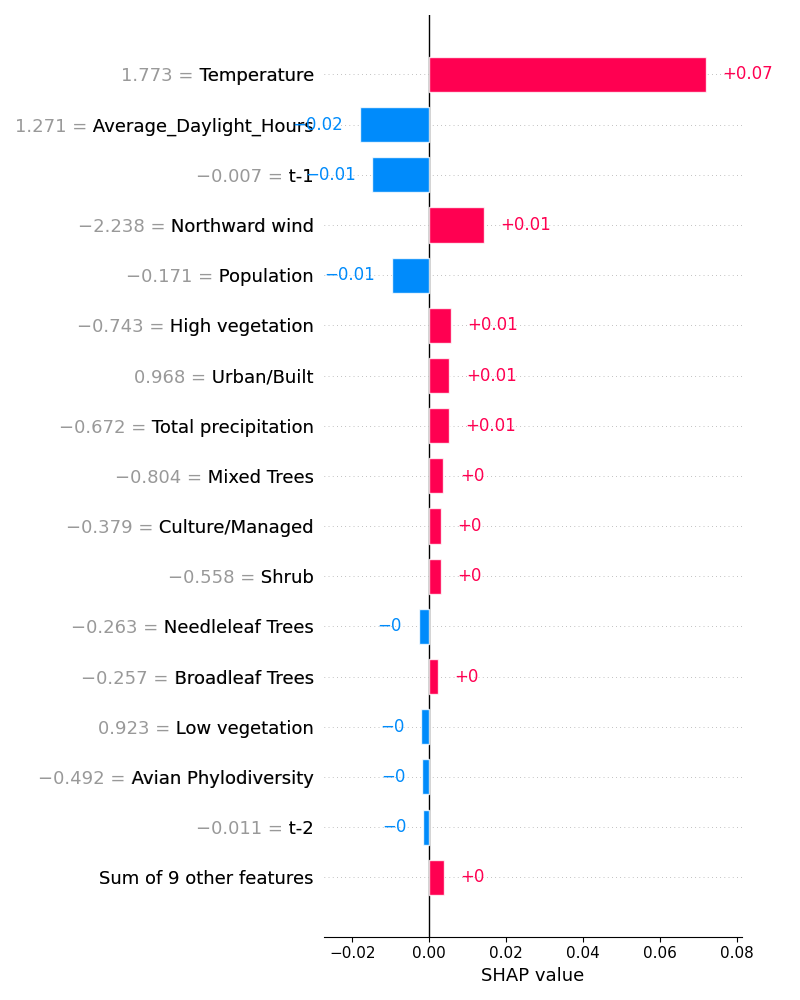 1.773 = Temperature +0.07
1.271 = Average_Daylight_Hours −0.02
−0.007 = t-1 −0.01
−2.238 = Northward wind +0.01
−0.171 = Population −0.01
−0.743 = High vegetation +0.01
0.968 = Urban/Built +0.01
−0.672 = Total precipitation +0.01
−0.804 = Mixed Trees +0
−0.379 = Culture/Managed +0
−0.558 = Shrub +0
−0.263 = Needleleaf Trees −0
−0.257 = Broadleaf Trees +0
0.923 = Low vegetation −0
−0.492 = Avian Phylodiversity −0
−0.011 = t-2 −0
Sum of 9 other features +0
−0.02 0.00 0.02 0.04 0.06 0.08
SHAP value